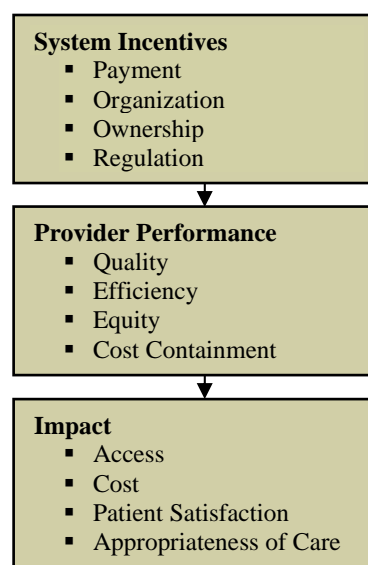 System Incentives
▪ Payment
▪ Organization
▪ Ownership
▪ Regulation
Provider Performance
▪ Quality
▪ Efficiency
▪ Equity
▪ Cost Containment
Impact
▪ Access
▪ Cost
▪ Patient Satisfaction
▪ Appropriateness of Care